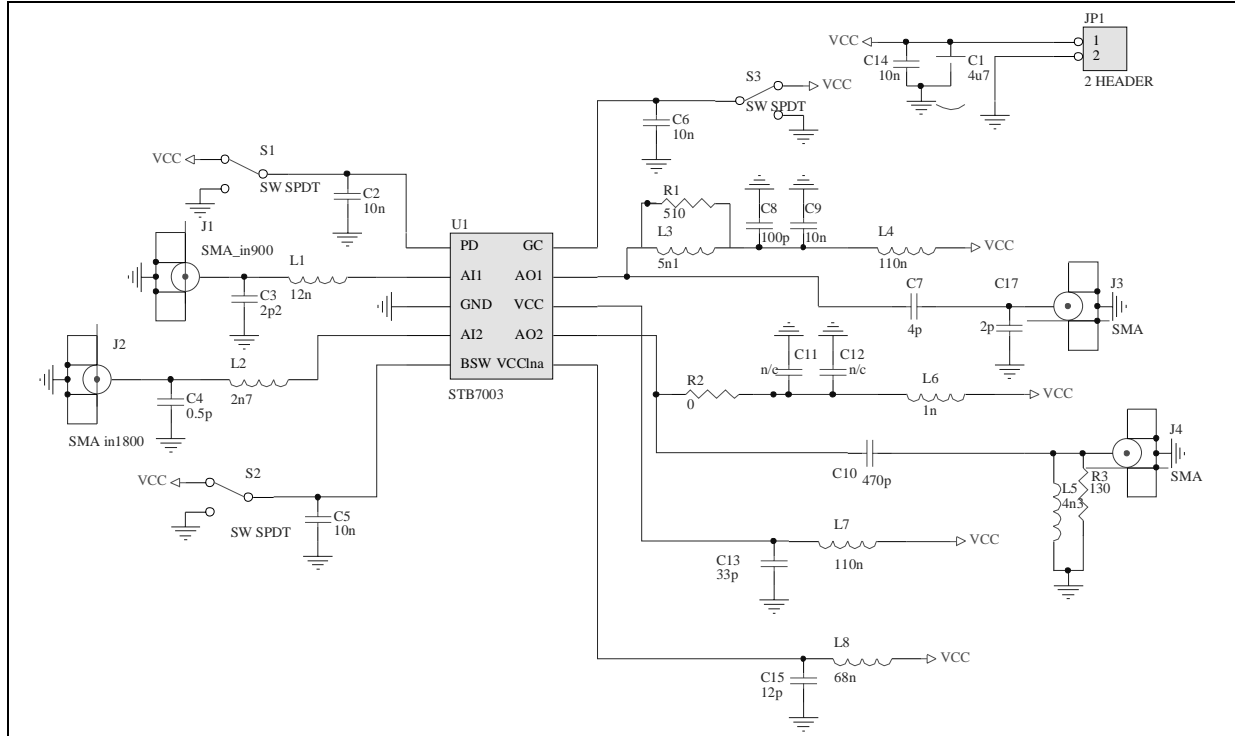 JP1
VCC
1
2
C14
10n
C1
4u7
2 HEADER
S3
VCC
SW SPDT
C6
10n
VCC
S1
SW SPDT
C2
10n
J1
SMA_in900
L1
12n
C3
2p2
U1
PD
GC
AI1
AO1
GND
VCC
AI2
AO2
BSW
VCClna
STB7003
R1
510
L3
5n1
C8
100p
C9
10n
L4
110n
VCC
C7
4p
C17
2p
J3
SMA
J2
L2
2n7
C4
0.5p
SMA in1800
C11
n/c
C12
n/c
R2
0
L6
1n
VCC
C10
470p
J4
SMA
R3
130
L5
4n3
VCC
S2
SW SPDT
C5
10n
L7
110n
VCC
C13
33p
L8
68n
VCC
C15
12p